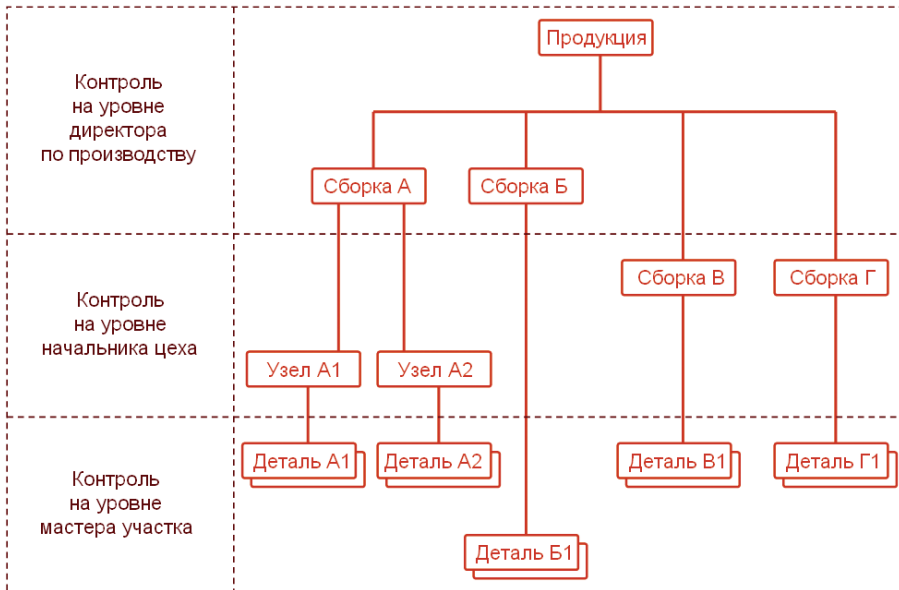 Продукция
Контроль
на уровне
директора
по производству
Сборка А
Сборка Б
Контроль
на уровне
начальника цеха
Сборка В
Сборка Г
Узел А1
Узел А2
Контроль
на уровне
мастера участка
Деталь А1
Деталь А2
Деталь В1
Деталь Г1
Деталь Б1